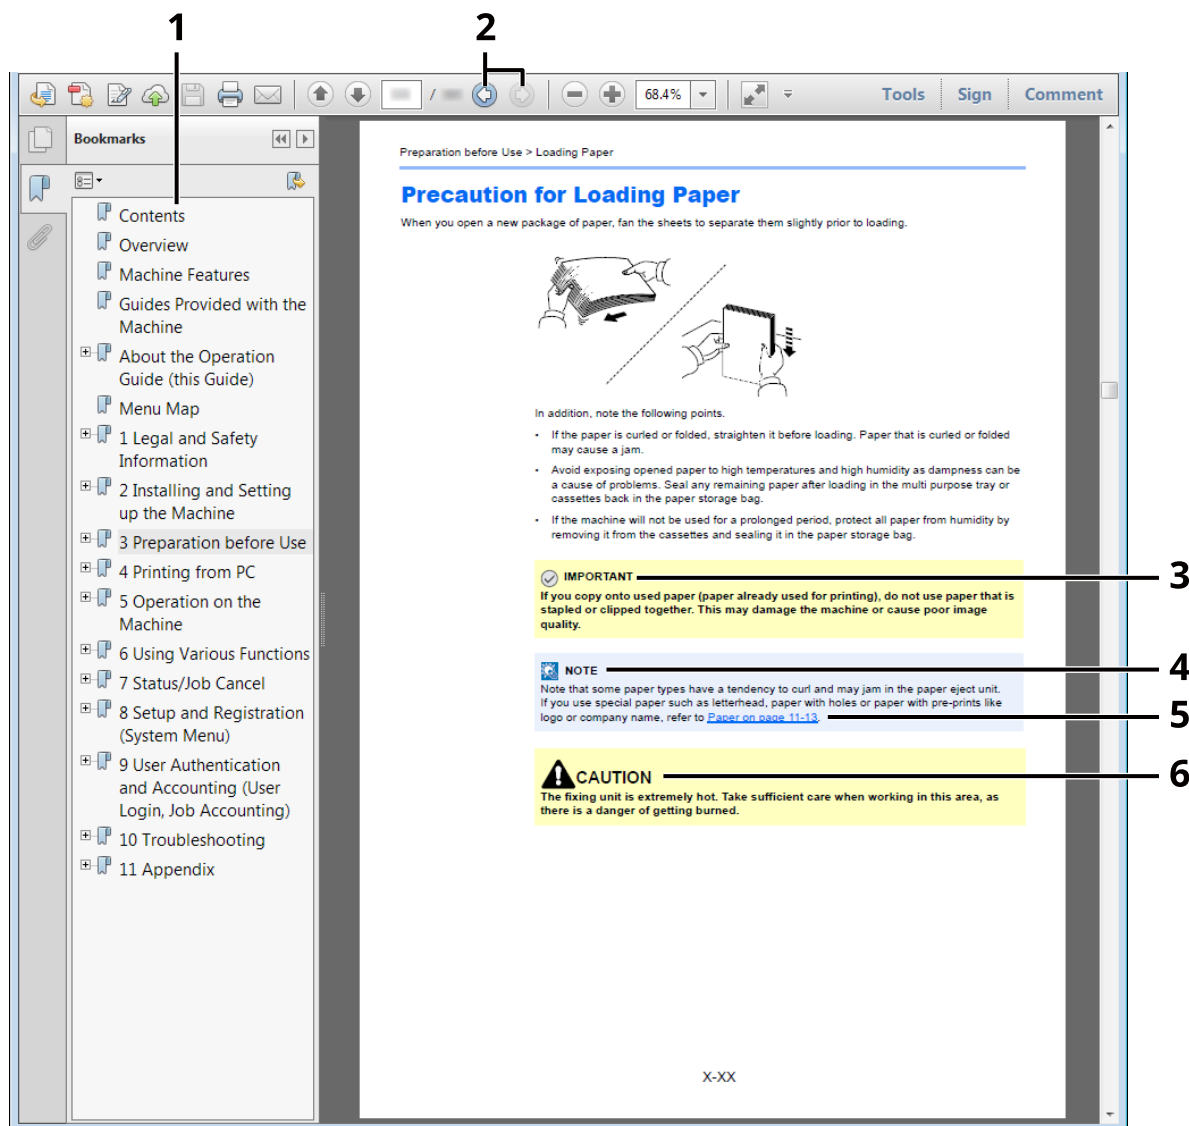 1
2
/
68.4%
Tools
Sign
Comment
Bookmarks
Contents
Overview
Machine Features
Guides Provided with the
Machine
About the Operation
Guide (this Guide)
Menu Map
1 Legal and Safety
Information
2 Installing and Setting
up the Machine
3 Preparation before Use
4 Printing from PC
5 Operation on the
Machine
6 Using Various Functions
7 Status/Job Cancel
8 Setup and Registration
(System Menu)
9 User Authentication
and Accounting (User
Login, Job Accounting)
10 Troubleshooting
11 Appendix
Preparation before Use > Loading Paper
Precaution for Loading Paper
When you open a new package of paper, fan the sheets to separate them slightly prior to loading.
In addition, note the following points.
• If the paper is curled or folded, straighten it before loading. Paper that is curled or folded
may cause a jam.
• Avoid exposing opened paper to high temperatures and high humidity as dampness can be
a cause of problems. Seal any remaining paper after loading in the multi purpose tray or
cassettes back in the paper storage bag.
• If the machine will not be used for a prolonged period, protect all paper from humidity by
removing it from the cassettes and sealing it in the paper storage bag.
IMPORTANT
3
If you copy onto used paper (paper already used for printing), do not use paper that is
stapled or clipped together. This may damage the machine or cause poor image
quality.
NOTE
4
Note that some paper types have a tendency to curl and may jam in the paper eject unit.
If you use special paper such as letterhead, paper with holes or paper with pre-prints like
logo or company name, refer to Paper on page 11-13.
5
CAUTION
6
The fixing unit is extremely hot. Take sufficient care when working in this area, as
there is a danger of getting burned.
X-XX